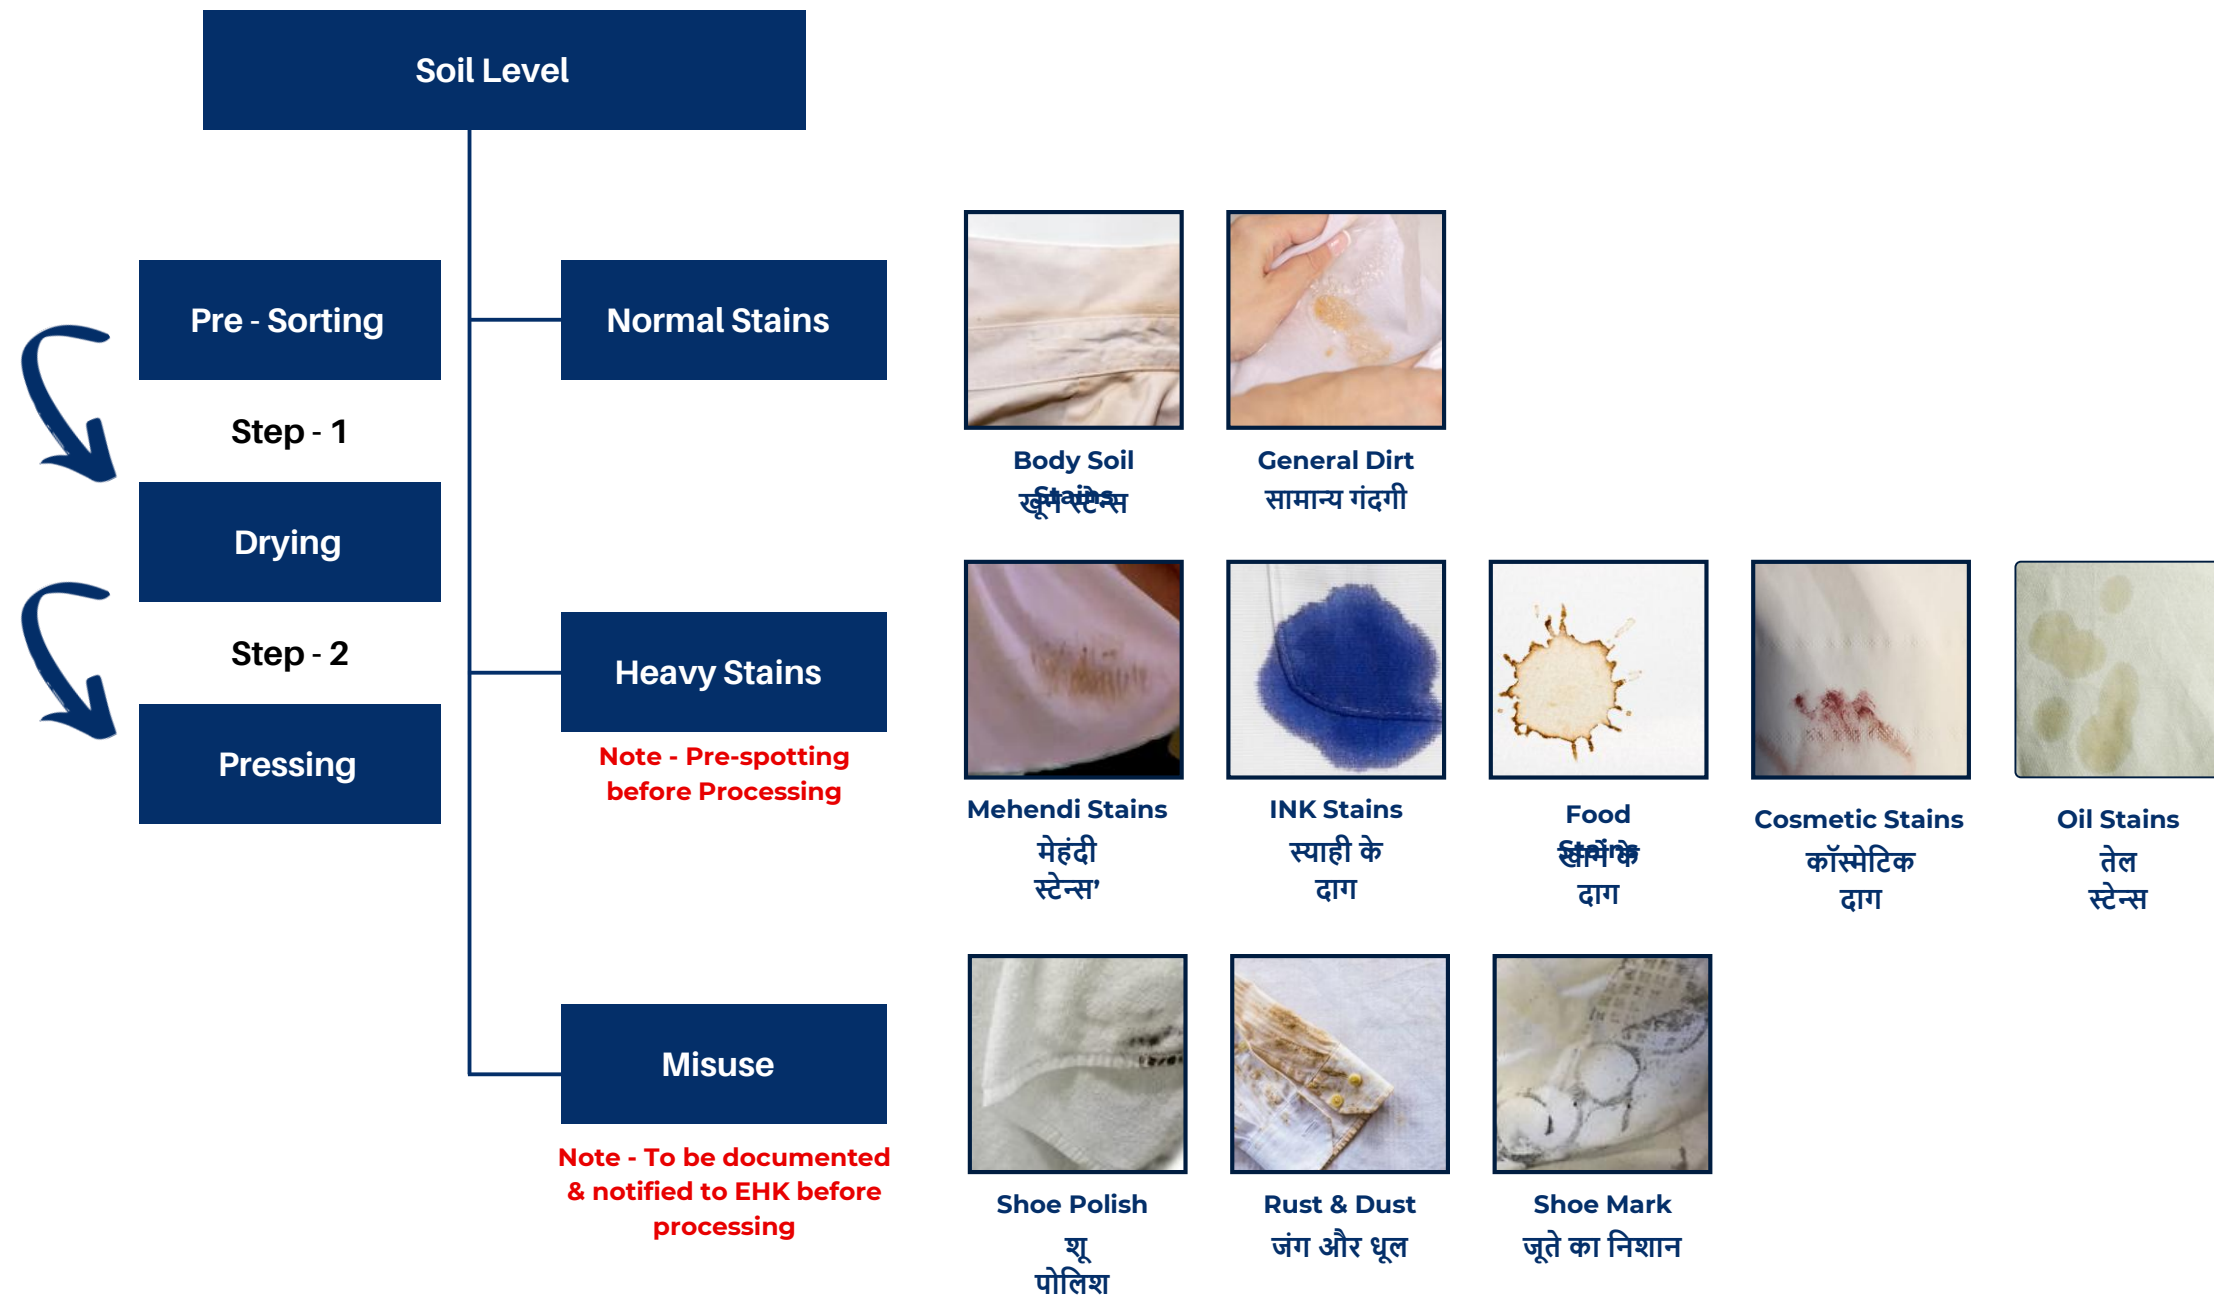 Soil Level
Pre - Sorting
Step - 1
Drying
Step - 2
Pressing
Normal Stains
Body Soil
Stains
खून स्टेन्स
General Dirt
सामान्य गंदगी
Heavy Stains
Note - Pre-spotting
before Processing
Mehendi Stains
मेहंदी
स्टेन्स’
INK Stains
स्याही के
दाग
Food
Stains
खाने के
दाग
Cosmetic Stains
कॉस्मेटिक
दाग
Oil Stains
तेल
स्टेन्स
Misuse
Note - To be documented
& notified to EHK before
processing
Shoe Polish
शू
पोलिश
Rust & Dust
जंग और धूल
Shoe Mark
जूते का निशान